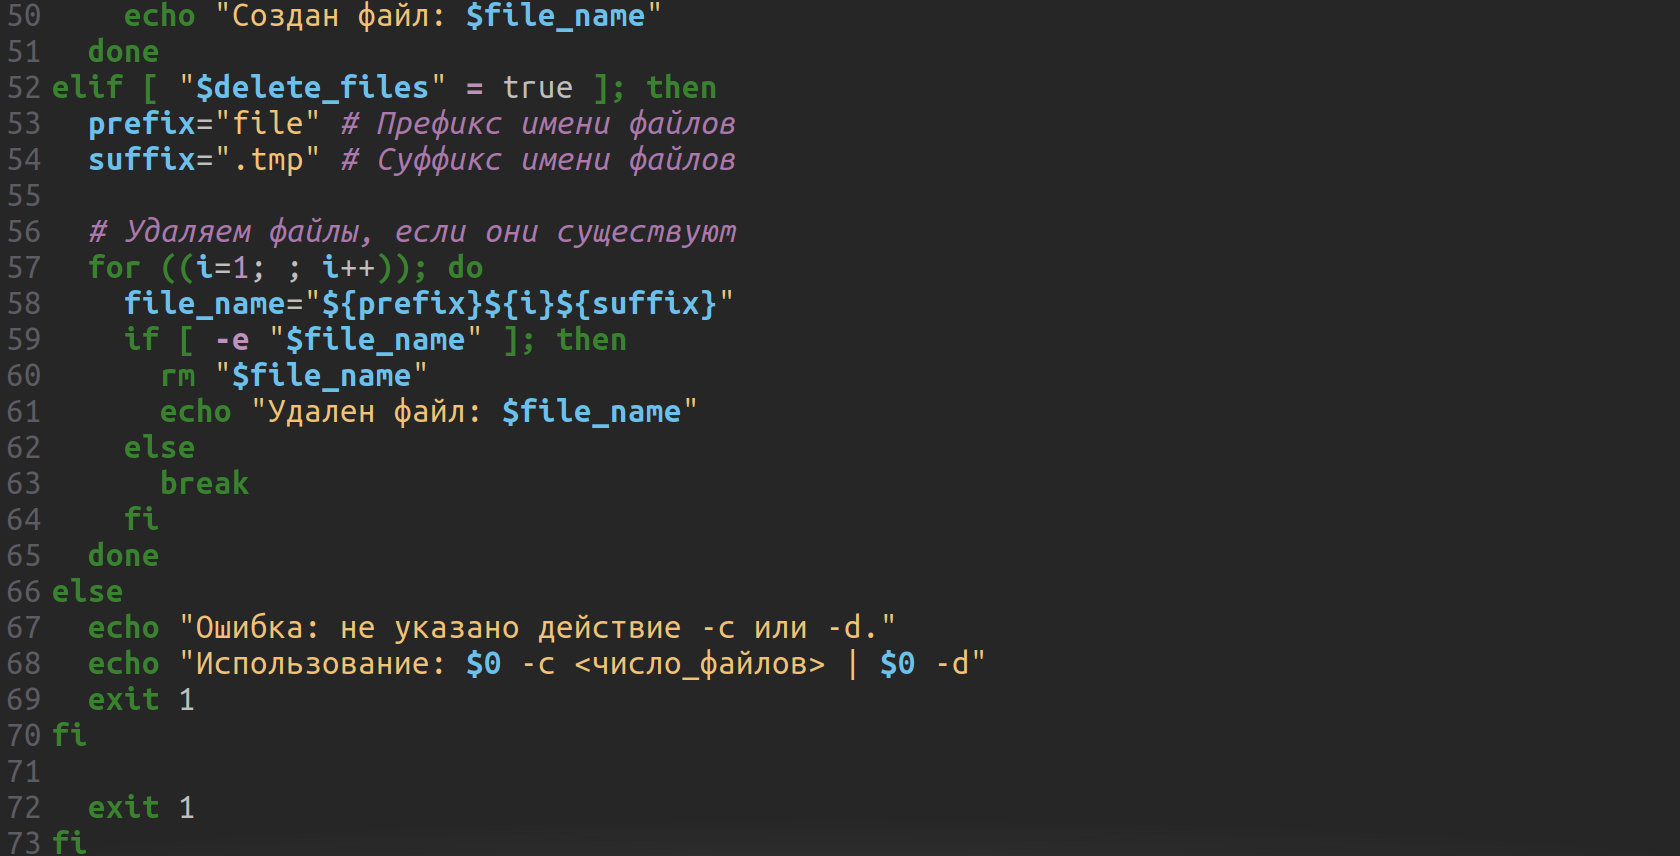 50     echo "Создан файл: $file_name"
51   done
52 elif [ "$delete_files" = true ]; then
53   prefix="file" # Префикс имени файлов
54   suffix=".tmp" # Суффикс имени файлов
55
56   # Удаляем файлы, если они существуют
57   for ((i=1; ; i++)); do
58     file_name="${prefix}${i}${suffix}"
59     if [ -e "$file_name" ]; then
60       rm "$file_name"
61       echo "Удален файл: $file_name"
62     else
63       break
64     fi
65   done
66 else
67   echo "Ошибка: не указано действие -c или -d."
68   echo "Использование: $0 -c <число_файлов> | $0 -d"
69   exit 1
70 fi
71
72   exit 1
73 fi